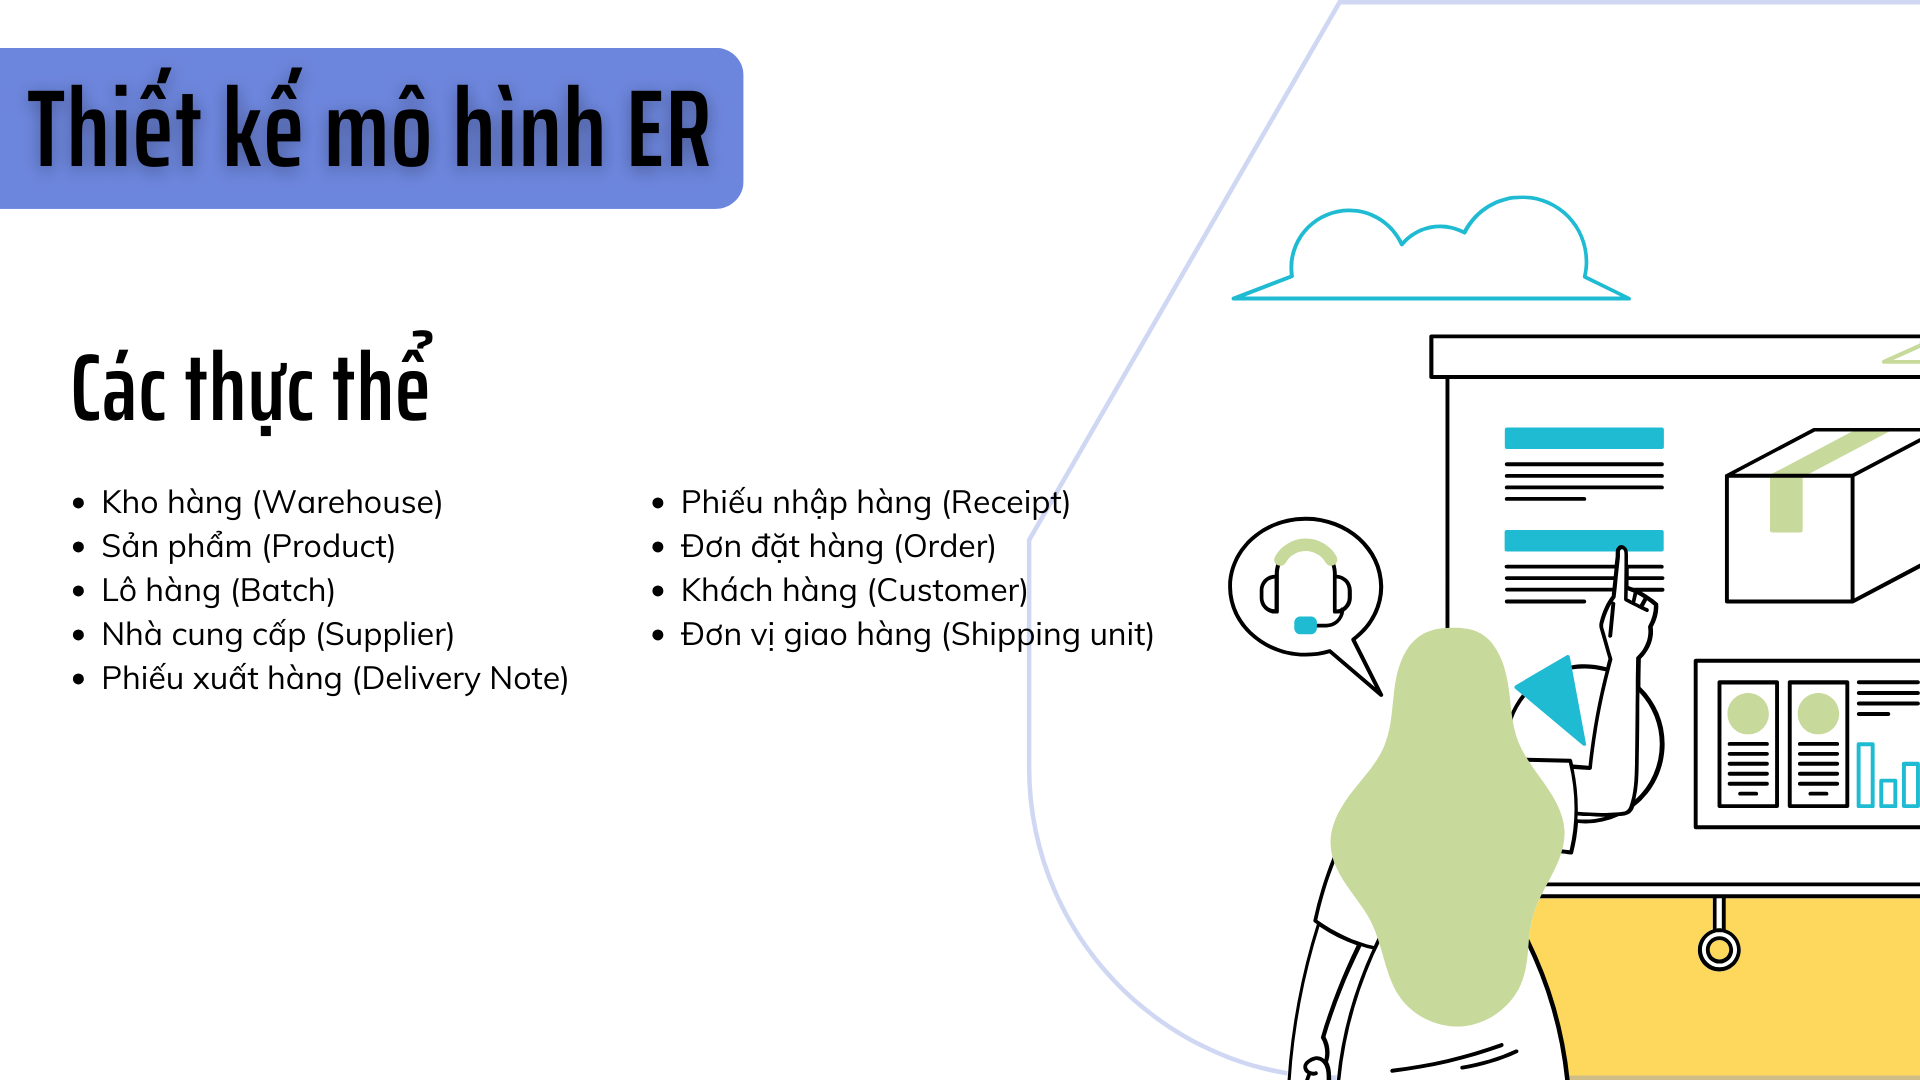 Thiết kế mô hình ER
Các thực thể
• Kho hàng (Warehouse)
• Sản phẩm (Product)
• Lô hàng (Batch)
• Nhà cung cấp (Supplier)
• Phiếu xuất hàng (Delivery Note)
• Phiếu nhập hàng (Receipt)
• Đơn đặt hàng (Order)
• Khách hàng (Customer)
• Đơn vị giao hàng (Shipping unit)